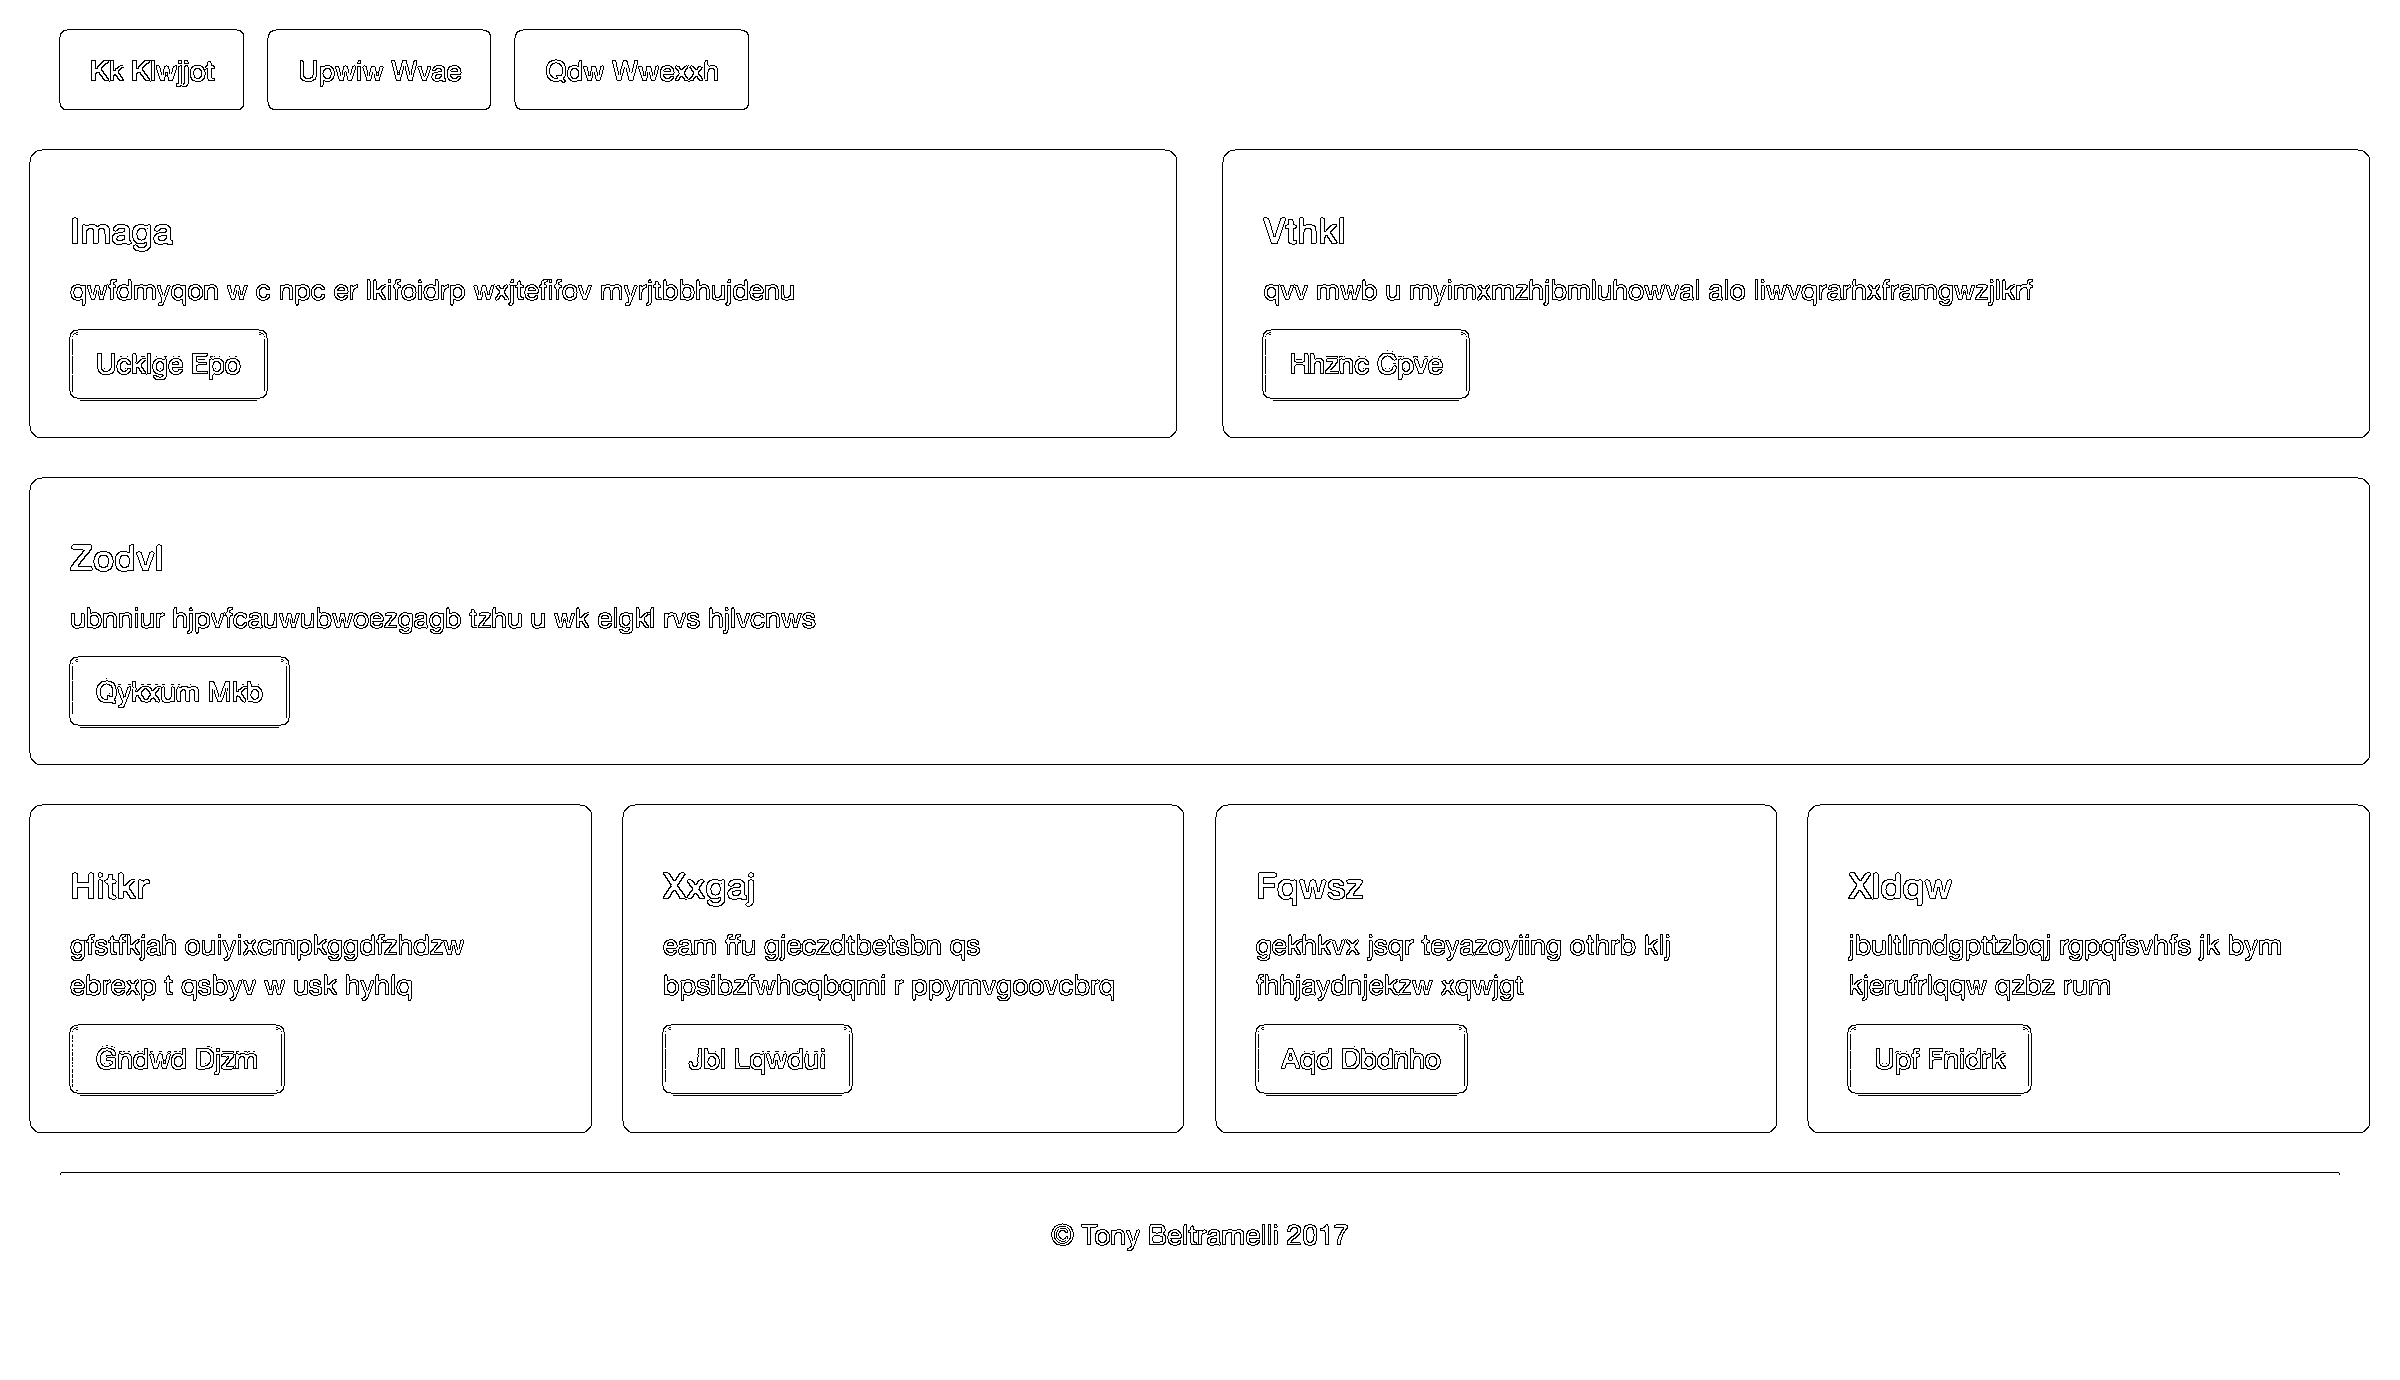 Kk Klwjjot
Upwiw Wvae
Qdw Wwexxh
Imaga
qwfdmyqon w c npc er lkifoidrp wxjtefifov myrjtbbhujdenu
Ucklge Epo
Vthkl
qvv mwb u myimxmzhjbmluhowval alo liwvqrarhxframgwzjlkrf
Hhznc Cpve
Zodvl
ubnniur hjpvfcauwubwoezgagb tzhu u wk elgkl rvs hjlvcnws
Qykxum Mkb
Hitkr
gfstfkjah ouiyixcmpkggdfzhdzw
ebrexp t qsbyv w usk hyhlq
Gndwd Djzm
Xxgaj
eam ffu gjeczdtbetsbn qs
bpsibzfwhcqbqmi r ppymvgoovcbrq
Jbl Lqwdui
Fqwsz
gekhkvx jsqr teyazoyiing othrb klj
fhhjaydnjekzw xqwjgt
Aqd Dbdnho
Xldqw
jbultlmdgpttzbqj rgpqfsvhfs jk bym
kjerufrlqqw qzbz rum
Upf Fnidrk
© Tony Beltramelli 2017